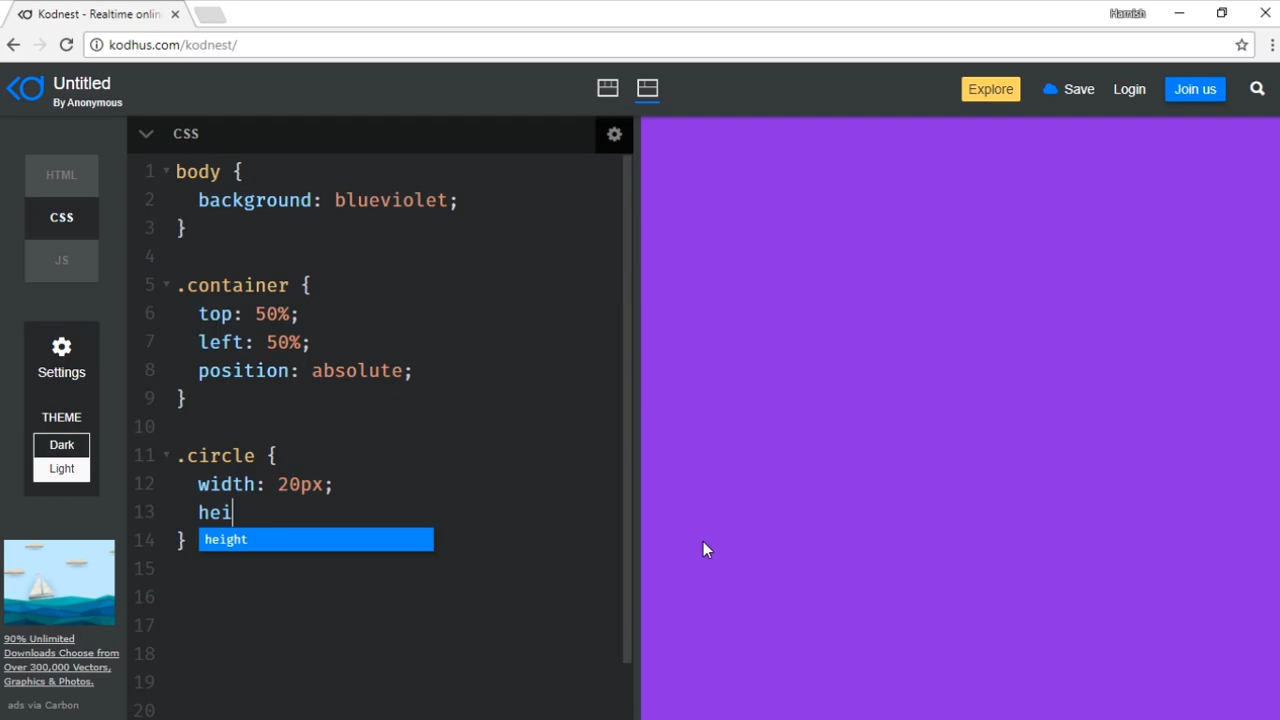 Kodnest - Realtime onlin
Hamish
kodhus.com/kodnest/
Untitled
By Anonymous
Explore
Save
Login
Join us
CSS
HTML
CSS
JS
Settings
THEME
Dark
Light
90% Unlimited
Downloads Choose from
Over 300,000 Vectors,
Graphics & Photos.
ads via Carbon
1 body {
2 background: blueviolet;
3 }
4
5 .container {
6 top: 50%;
7 left: 50%;
8 position: absolute;
9 }
10
11 .circle {
12 width: 20px;
13 hei
14 }
height
15
16
17
18
19
20